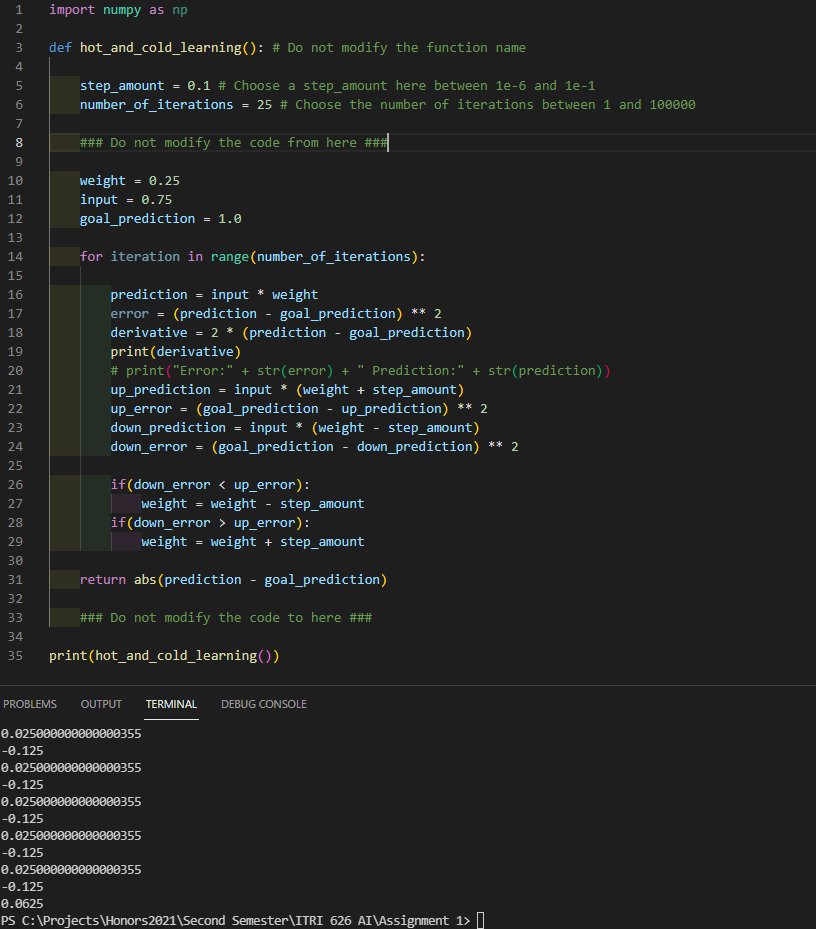 1 import numpy as np
2
3 def hot_and_cold_learning(): # Do not modify the function name
4
5 step_amount = 0.1 # Choose a step_amount here between 1e-6 and 1e-1
6 number_of_iterations = 25 # Choose the number of iterations between 1 and 100000
7
8 ### Do not modify the code from here ###
9
10 weight = 0.25
11 input = 0.75
12 goal_prediction = 1.0
13
14 for iteration in range(number_of_iterations):
15
16 prediction = input * weight
17 error = (prediction - goal_prediction) ** 2
18 derivative = 2 * (prediction - goal_prediction)
19 print(derivative)
20 # print("Error:" + str(error) + " Prediction:" + str(prediction))
21 up_prediction = input * (weight + step_amount)
22 up_error = (goal_prediction - up_prediction) ** 2
23 down_prediction = input * (weight - step_amount)
24 down_error = (goal_prediction - down_prediction) ** 2
25
26 if(down_error < up_error):
27 weight = weight - step_amount
28 if(down_error > up_error):
29 weight = weight + step_amount
30
31 return abs(prediction - goal_prediction)
32
33 ### Do not modify the code to here ###
34
35 print(hot_and_cold_learning())
PROBLEMS OUTPUT TERMINAL DEBUG CONSOLE
0.025000000000000355
-0.125
0.025000000000000355
-0.125
0.025000000000000355
-0.125
0.025000000000000355
-0.125
0.025000000000000355
-0.125
0.0625
PS C:\Projects\Honors2021\Second Semester\ITRI 626 AI\Assignment 1>